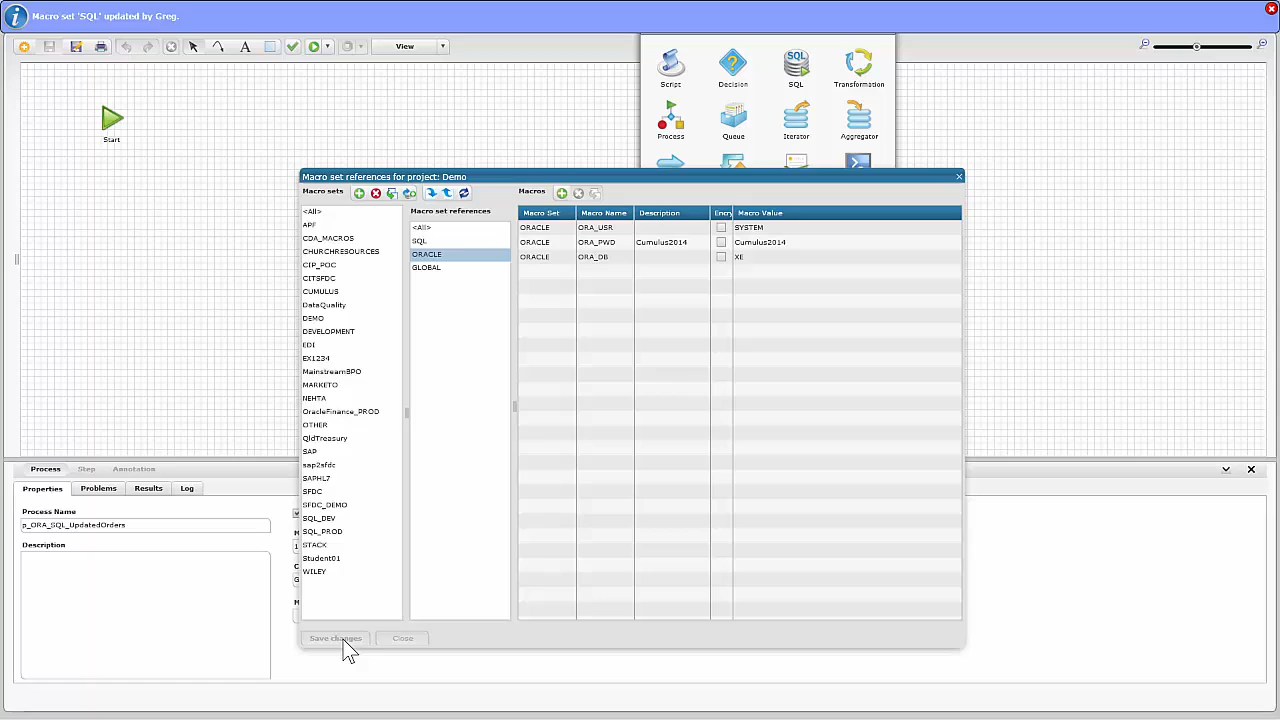 Macro set 'SQL' updated by Greg.
View
Start
Script
Decision
SQL
SQL
Transformation
Process
Queue
Iterator
Aggregator
Macro set references for project: Demo
Macro sets
Macros
<All>
APF
CDA_MACROS
CHURCHRESOURCES
CIP_POC
CITSFDC
CUMULUS
DataQuality
DEMO
DEVELOPMENT
EDI
EX1234
MainstreamBPO
MARKETO
NEHTA
OracleFinance_PROD
OTHER
QldTreasury
SAP
sap2sfdc
SAPHL7
SFDC
SFDC_DEMO
SQL_DEV
SQL_PROD
STACK
Student01
WILEY
Macro set references
<All>
SQL
ORACLE
GLOBAL
Macro Set Macro Name Description Encry Macro Value
ORACLE ORA_USR SYSTEM
ORACLE ORA_PWD Cumulus2014 Cumulus2014
ORACLE ORA_DB XE
Save changes
Close
Process Step Annotation
Properties Problems Results Log
Process Name
p_ORA_SQL_UpdatedOrders
Description